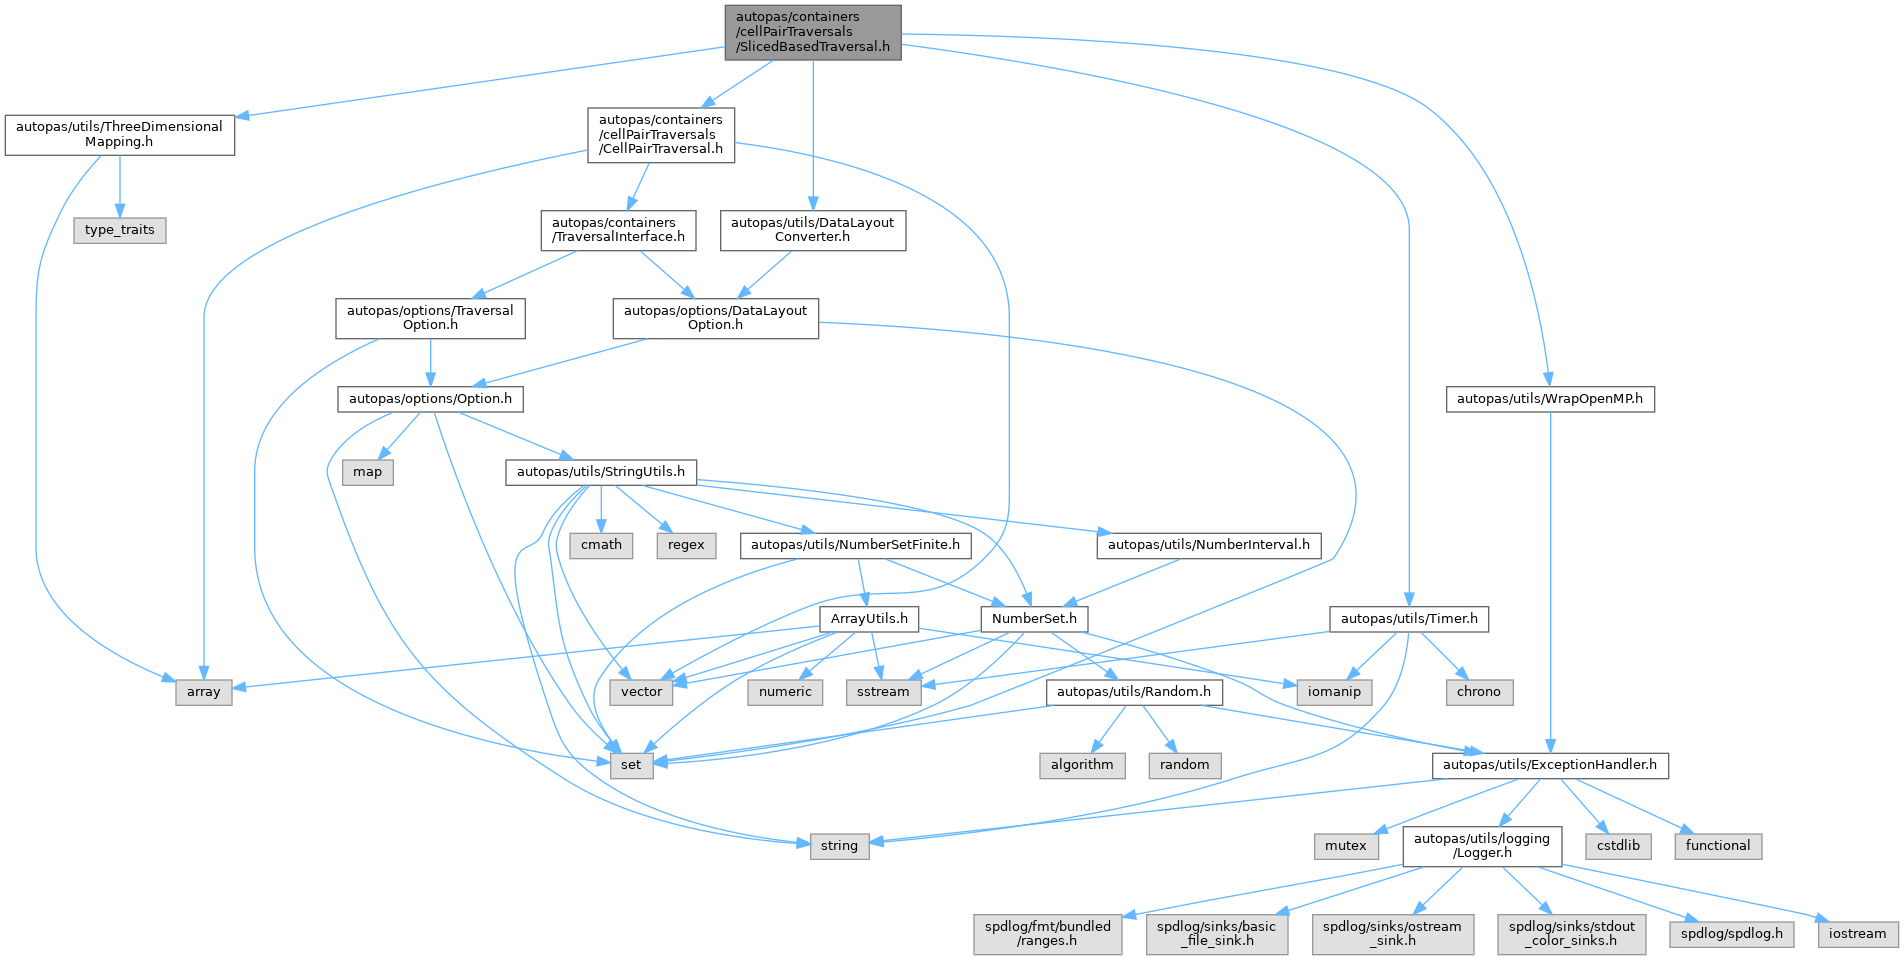 autopas/containers
/cellPairTraversals
/SlicedBasedTraversal.h
autopas/utils/ThreeDimensional
Mapping.h
autopas/containers
/cellPairTraversals
/CellPairTraversal.h
type_traits
autopas/containers
/TraversalInterface.h
autopas/utils/DataLayout
Converter.h
autopas/options/Traversal
Option.h
autopas/options/DataLayout
Option.h
autopas/options/Option.h
autopas/utils/WrapOpenMP.h
map
autopas/utils/StringUtils.h
cmath
regex
autopas/utils/NumberSetFinite.h
autopas/utils/NumberInterval.h
ArrayUtils.h
NumberSet.h
autopas/utils/Timer.h
array
vector
numeric
sstream
autopas/utils/Random.h
iomanip
chrono
set
algorithm
random
autopas/utils/ExceptionHandler.h
string
mutex
autopas/utils/logging
/Logger.h
cstdlib
functional
spdlog/fmt/bundled
/ranges.h
spdlog/sinks/basic
_file_sink.h
spdlog/sinks/ostream
_sink.h
spdlog/sinks/stdout
_color_sinks.h
spdlog/spdlog.h
iostream